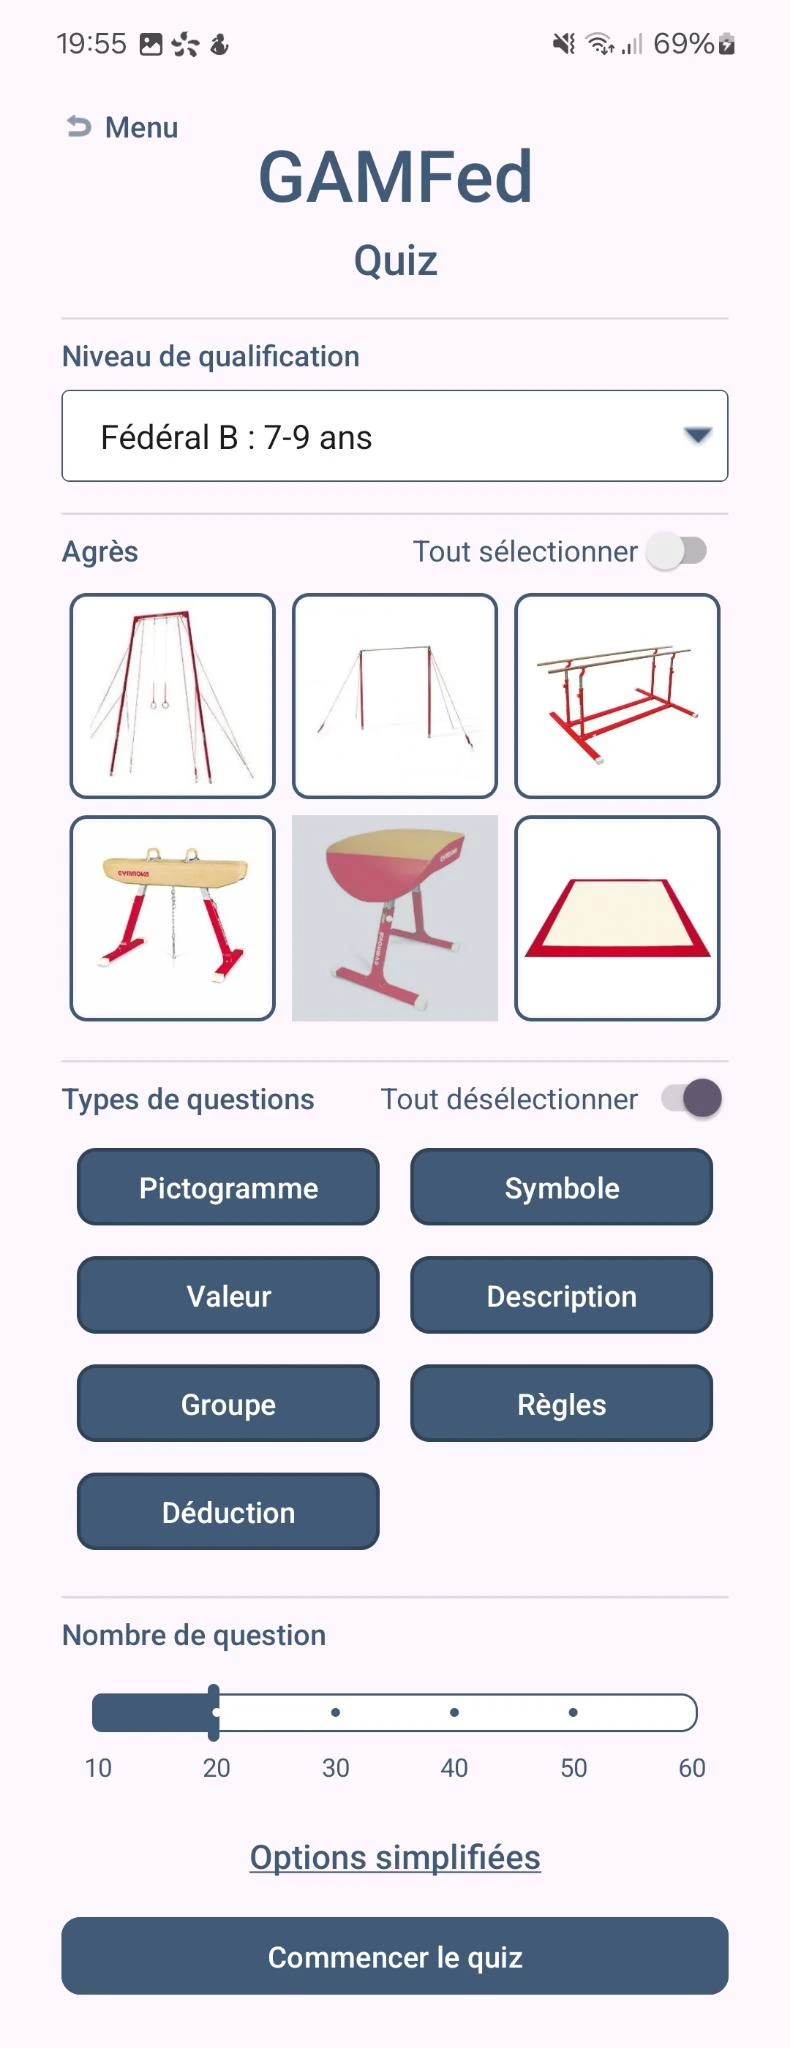 19:55 69%
Menu
GAMFed
Quiz
Niveau de qualification
Fédéral B : 7-9 ans
Agrès Tout sélectionner
GYMNOVA
GYMNOVA
GYMNOVA
Types de questions Tout désélectionner
Pictogramme Symbole
Valeur Description
Groupe Règles
Déduction
Nombre de question
10 20 30 40 50 60
Options simplifiées
Commencer le quiz